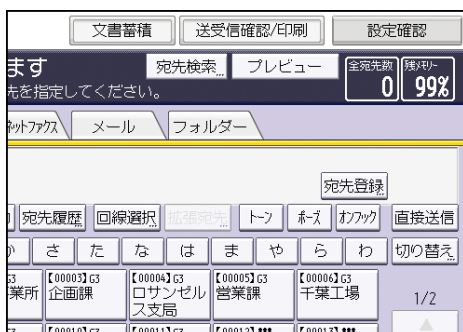 文書蓄積 送受信確認/印刷 設定確認
ます 宛先検索 プレビュー 全宛先数 残メモリー
先を指定してください。 0 99%
ネットファクス メール フォルダー
宛先登録
宛先履歴 回線選択 拡張宛先 トーン ポーズ オンフック 直接送信
か さ た な は ま や ら わ 切り替え
G3 【00003】G3 【00004】G3 【00005】G3 【00006】G3
業所 企画課 ロサンゼル 営業課 千葉工場 1/2
ス支局